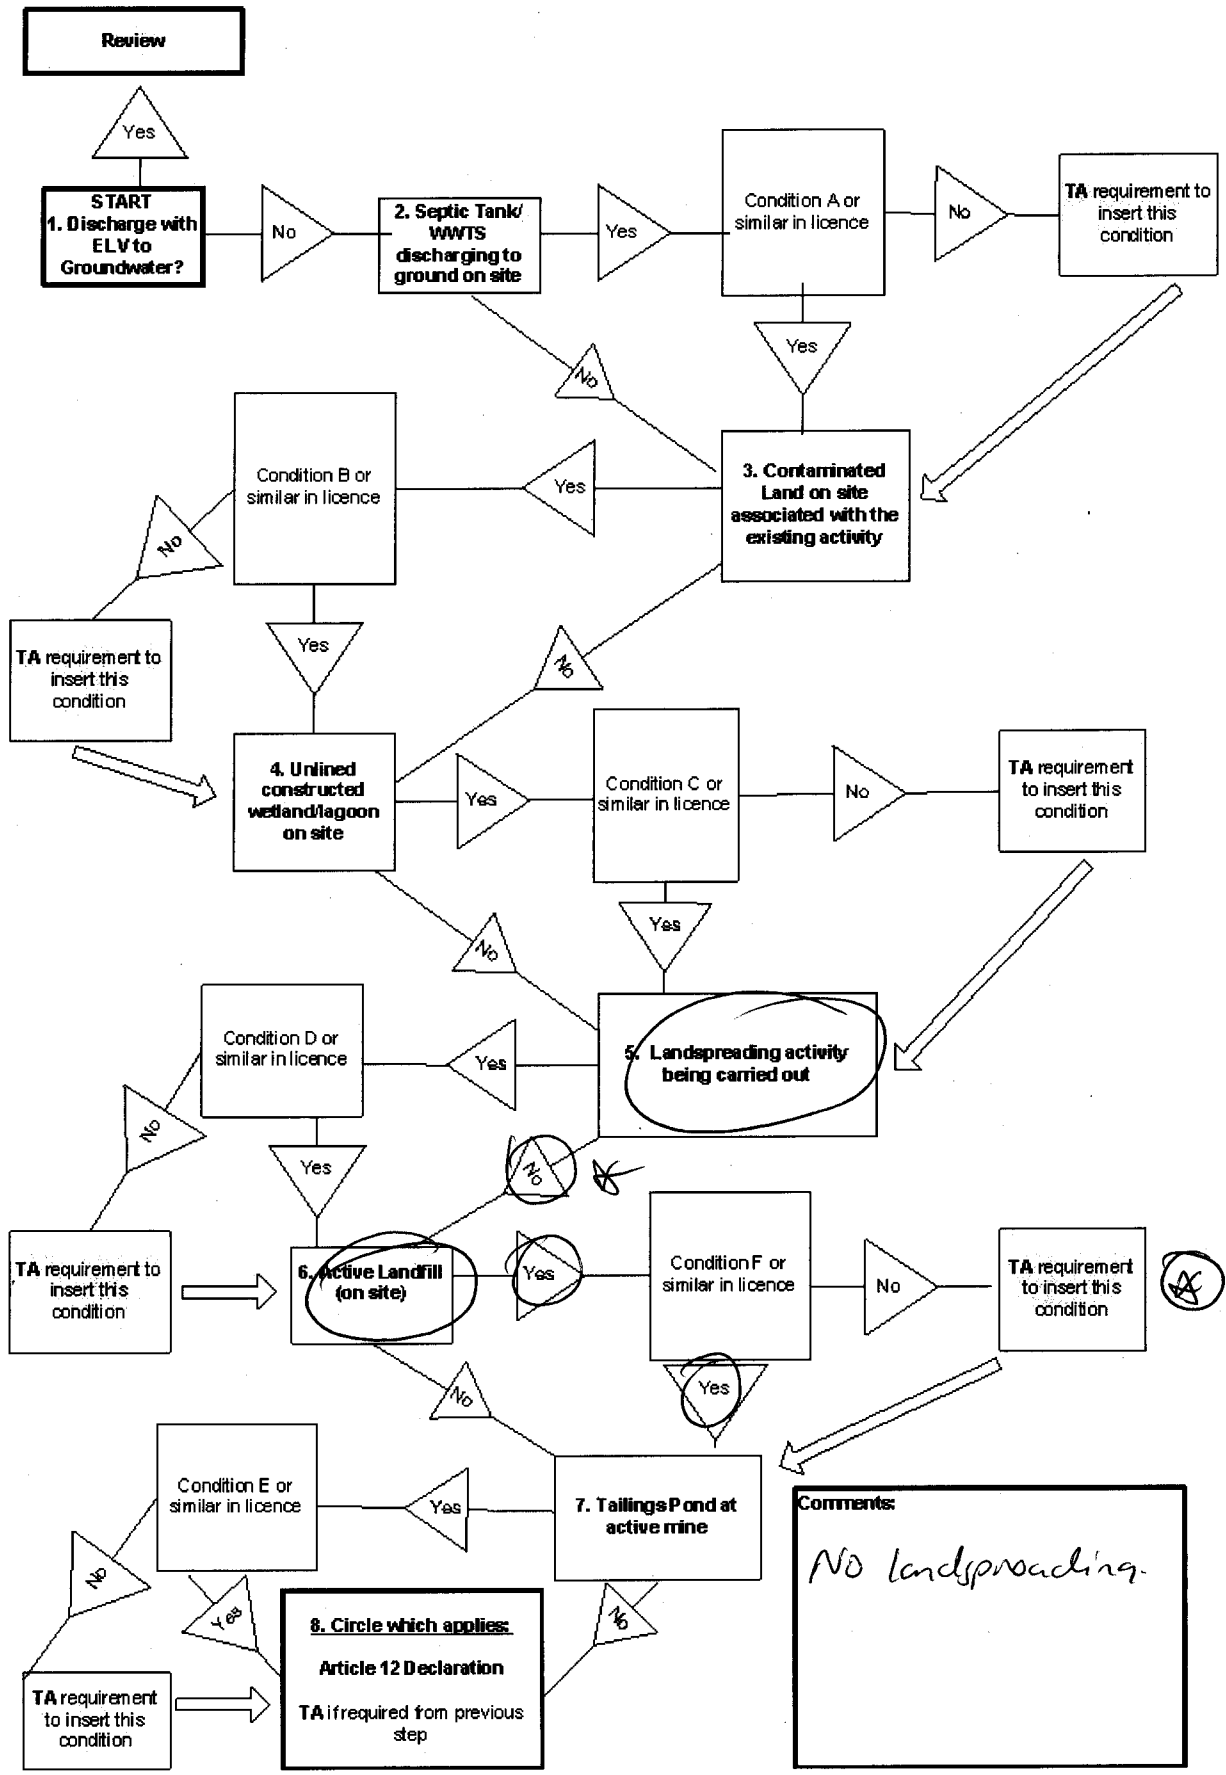 Review
Yes
START
1. Discharge with
ELV to
Groundwater?
No
2. Septic Tank/
WWTS
discharging to
ground on site
Yes
Condition A or
similar in licence
No
TA requirement to
insert this
condition
Yes
No
3. Contaminated
Land on site
associated with the
existing activity
Yes
Condition B or
similar in licence
No
TA requirement to
insert this
condition
Yes
No
4. Unlined
constructed
wetland/lagoon
on site
Yes
Condition C or
similar in licence
No
TA requirement
to insert this
condition
Yes
No
5. Landspreading activity
being carried out
Yes
Condition D or
similar in licence
No
TA requirement to
insert this
condition
Yes
No
6. Active Landfill
(on site)
Yes
Condition F or
similar in licence
No
TA requirement
to insert this
condition
Yes
No
7. Tailings Pond at
active mine
Yes
Condition E or
similar in licence
No
TA requirement
to insert this
condition
Yes
No
8. Circle which applies:
Article 12 Declaration
TA if required from previous
step
Comments:
No landspreading.